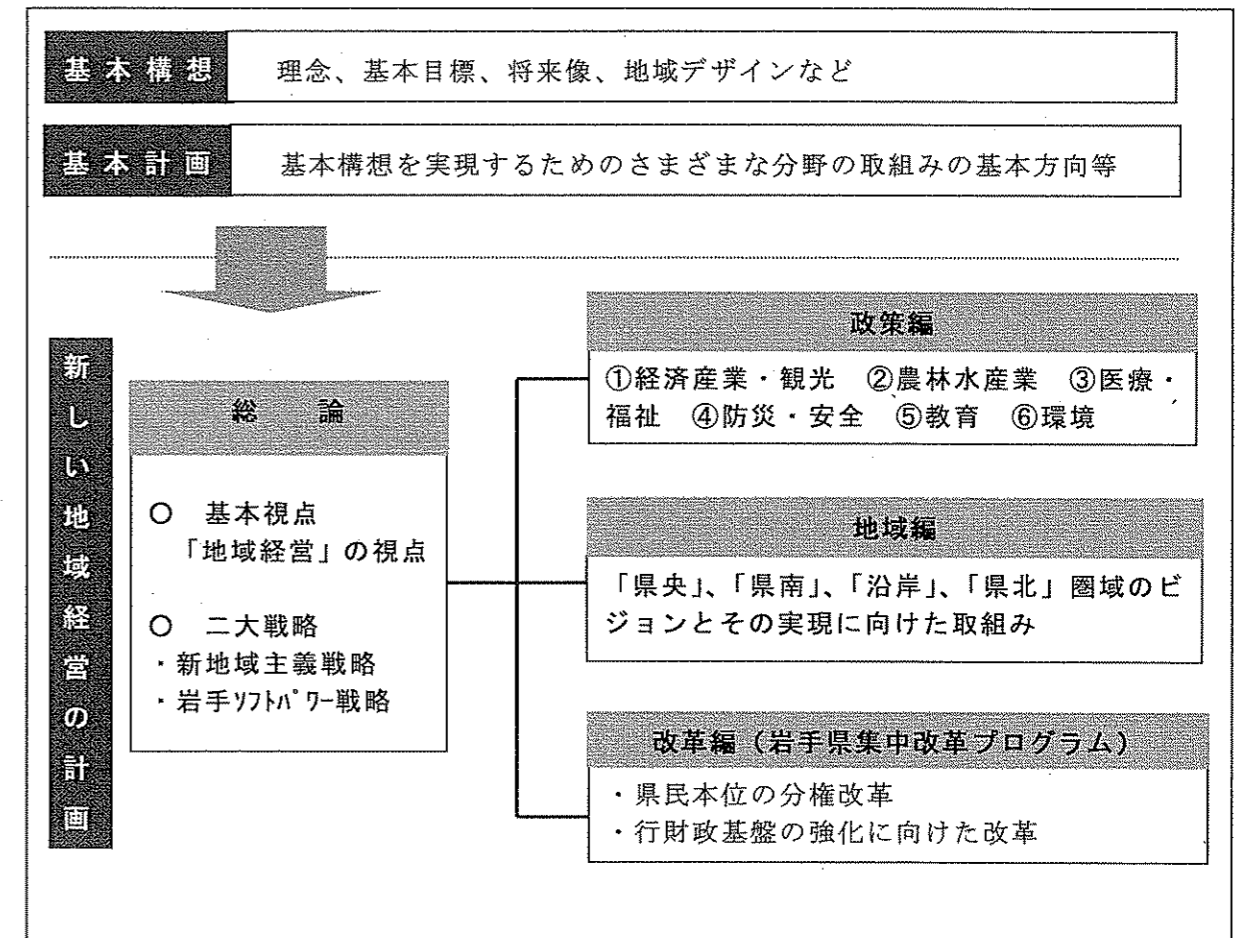 基本構想
理念、基本目標、将来像、地域デザインなど
基本計画
基本構想を実現するためのさまざまな分野の取組みの基本方向等
新しい地域経営の計画
総　論
○　基本視点
「地域経営」の視点
○　二大戦略
・新地域主義戦略
・岩手ｿﾌﾄﾊﾟﾜｰ戦略
政策編
①経済産業・観光　②農林水産業　③医療・
福祉　④防災・安全　⑤教育　⑥環境
地域編
「県央」、「県南」、「沿岸」、「県北」圏域のビ
ジョンとその実現に向けた取組み
改革編（岩手県集中改革プログラム）
・県民本位の分権改革
・行財政基盤の強化に向けた改革